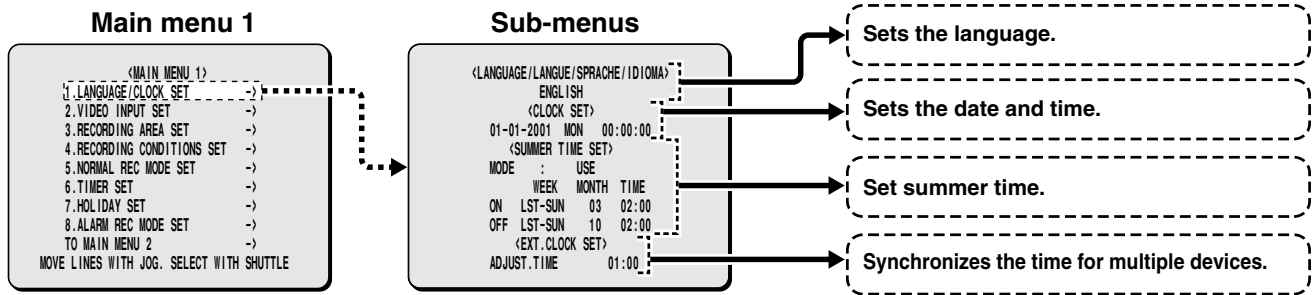 Main menu 1
<MAIN MENU 1>
1.LANGUAGE/CLOCK SET ->
2.VIDEO INPUT SET ->
3.RECORDING AREA SET ->
4.RECORDING CONDITIONS SET ->
5.NORMAL REC MODE SET ->
6.TIMER SET ->
7.HOLIDAY SET ->
8.ALARM REC MODE SET ->
TO MAIN MENU 2 ->
MOVE LINES WITH JOG. SELECT WITH SHUTTLE
Sub-menus
<LANGUAGE/LANGUE/SPRACHE/IDIOMA>
ENGLISH
<CLOCK SET>
01-01-2001 MON 00:00:00
<SUMMER TIME SET>
MODE : USE
WEEK MONTH TIME
ON LST-SUN 03 02:00
OFF LST-SUN 10 02:00
<EXT.CLOCK SET>
ADJUST.TIME 01:00
Sets the language.
Sets the date and time.
Set summer time.
Synchronizes the time for multiple devices.